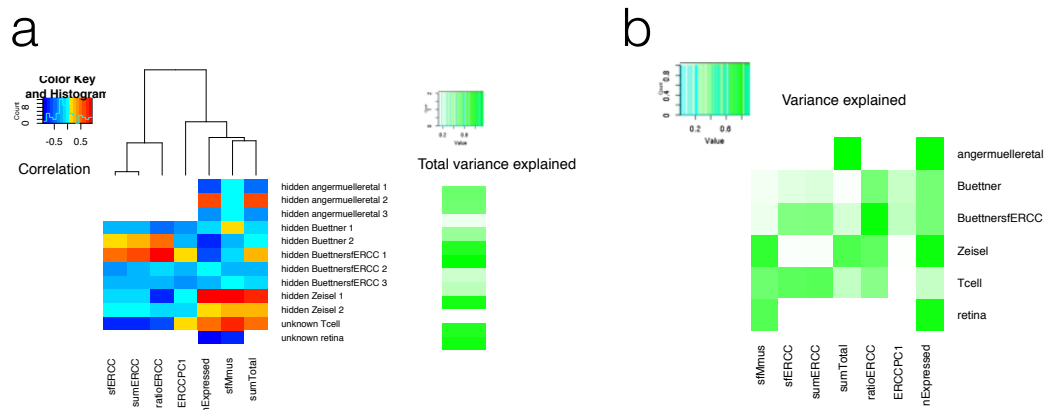 a
b
Color Key
and Histogram
Count
0
8
-0.5
0.5
Correlation
0.2
0.8
Value
Total variance explained
Count
0.0
0.4
0.8
0.2
0.6
Value
Variance explained
hidden angermuelleretal 1
hidden angermuelleretal 2
hidden angermuelleretal 3
hidden Buettner 1
hidden Buettner 2
hidden BuettnersfERCC 1
hidden BuettnersfERCC 2
hidden BuettnersfERCC 3
hidden Zeisel 1
hidden Zeisel 2
unknown Tcell
unknown retina
sfERCC
sumERCC
ratioERCC
ERCCPC1
nExpressed
sfMmus
sumTotal
angermuelleretal
Buettner
BuettnersfERCC
Zeisel
Tcell
retina
sfMmus
sfERCC
sumERCC
sumTotal
ratioERCC
ERCCPC1
nExpressed